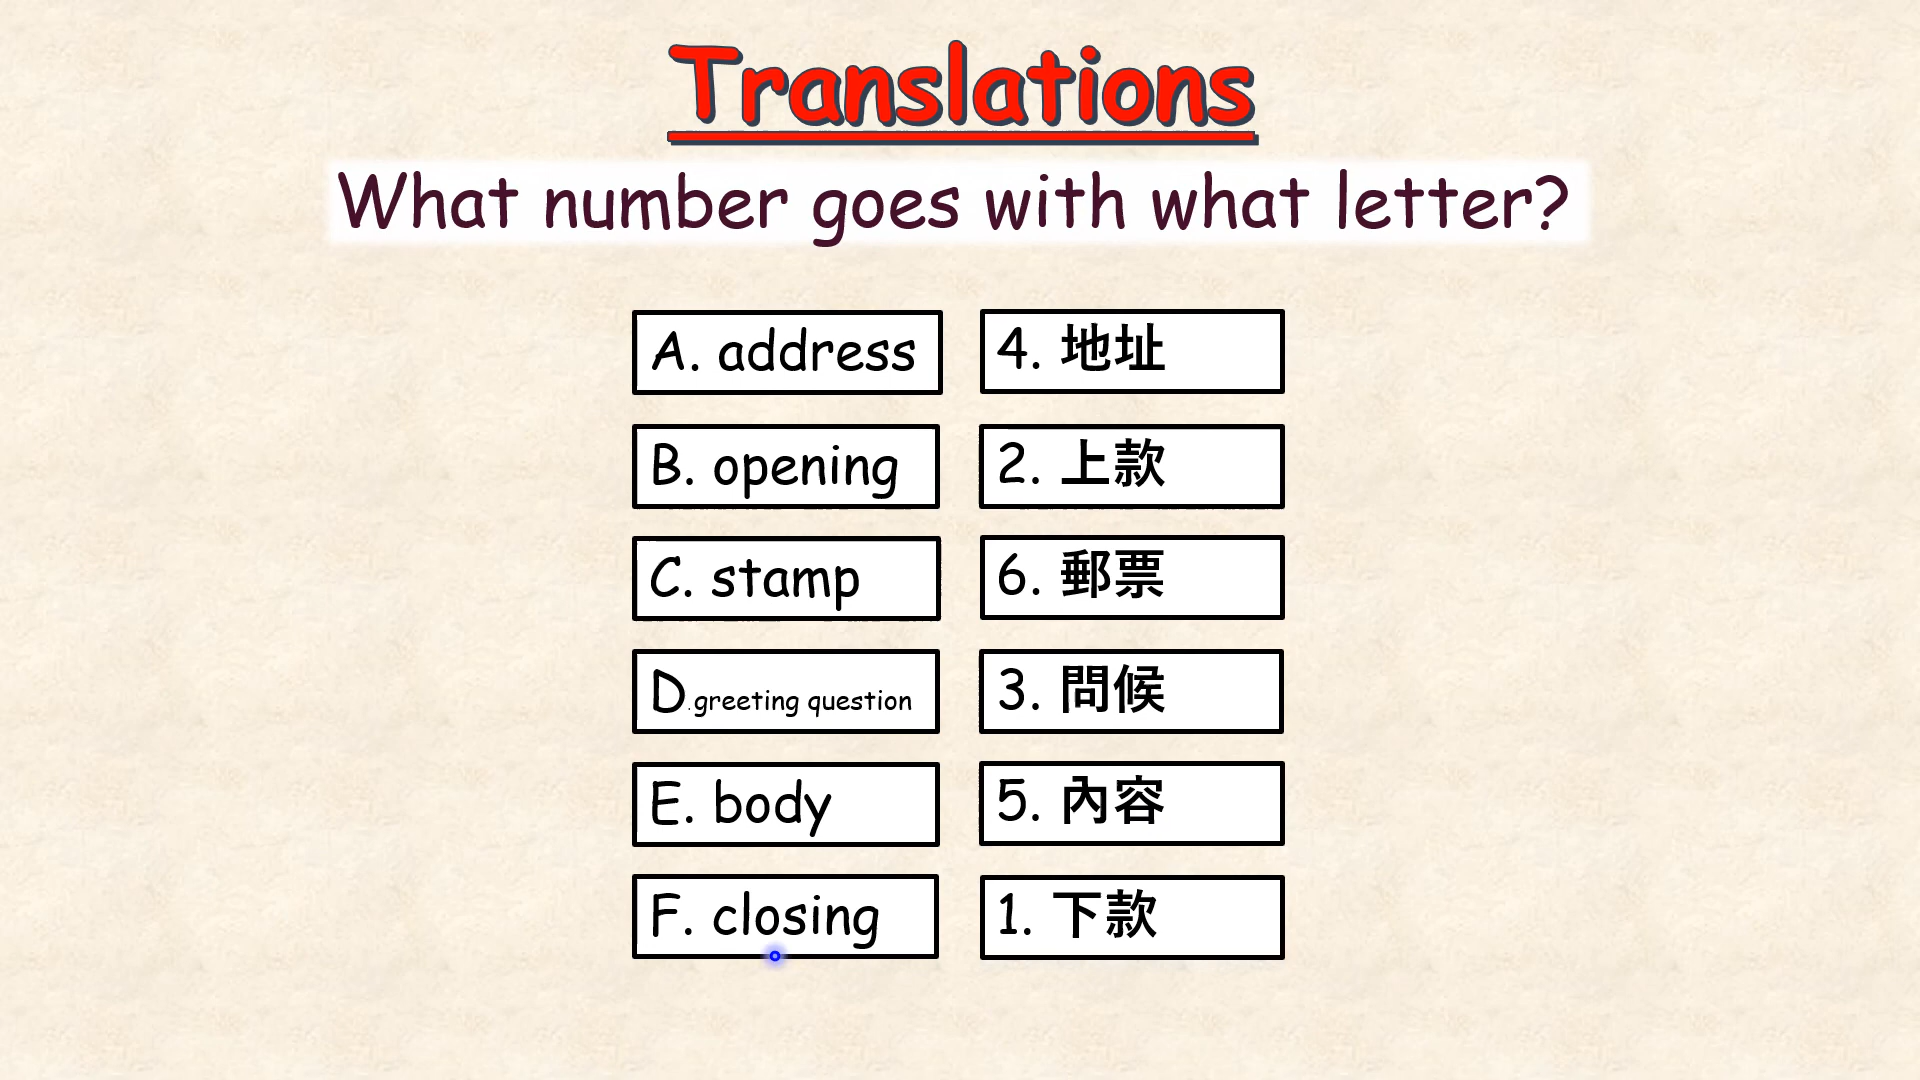 Translations
What number goes with what letter?
A. address
4. 地址
B. opening
2. 上款
C. stamp
6. 郵票
D. greeting question
3. 問候
E. body
5. 內容
F. closing
1. 下款